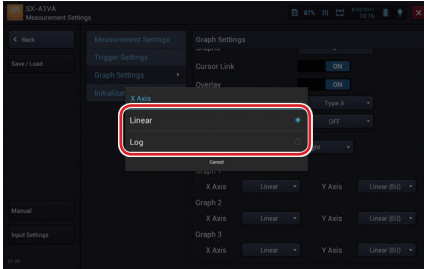 SX-A1VA
Measurement Settings
87%
10:16
Back
Measurement Settings
Graph Settings
Trigger Settings
Save / Load
Cursor Link
ON
Graph Settings
Overlay
ON
X Axis
Type A
Linear
OFF
Log
Cancel
Graph 1
X Axis
Linear
Y Axis
Linear (EU)
Graph 2
Manual
X Axis
Linear
Y Axis
Linear (EU)
Graph 3
Input Settings
X Axis
Linear
Y Axis
Linear (EU)